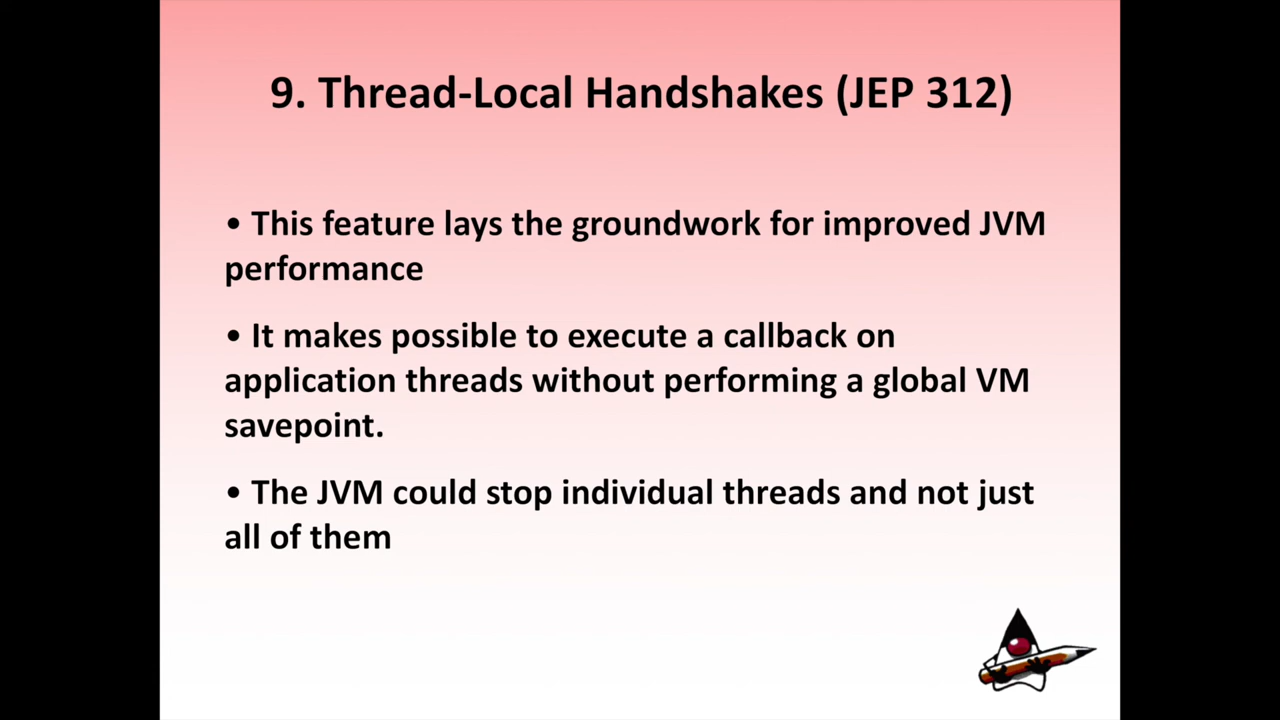 9. Thread-Local Handshakes (JEP 312)
• This feature lays the groundwork for improved JVM
performance
• It makes possible to execute a callback on
application threads without performing a global VM
savepoint.
• The JVM could stop individual threads and not just
all of them